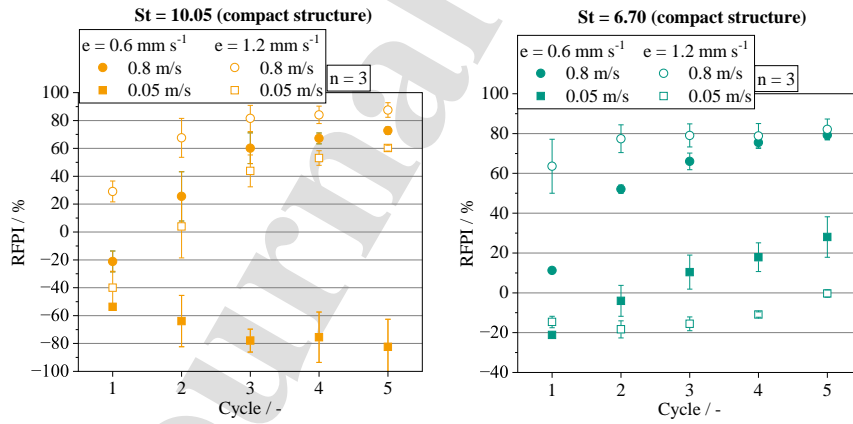 St = 10.05 (compact structure)
e = 0.6 mm s⁻¹ e = 1.2 mm s⁻¹
0.8 m/s 0.8 m/s
0.05 m/s 0.05 m/s
n = 3
RFPI / %
100
80
60
40
20
0
−20
−40
−60
−80
−100
1 2 3 4 5
Cycle / -
St = 6.70 (compact structure)
e = 0.6 mm s⁻¹ e = 1.2 mm s⁻¹
0.8 m/s 0.8 m/s
0.05 m/s 0.05 m/s
n = 3
RFPI / %
100
80
60
40
20
0
−20
−40
1 2 3 4 5
Cycle / -
ournal